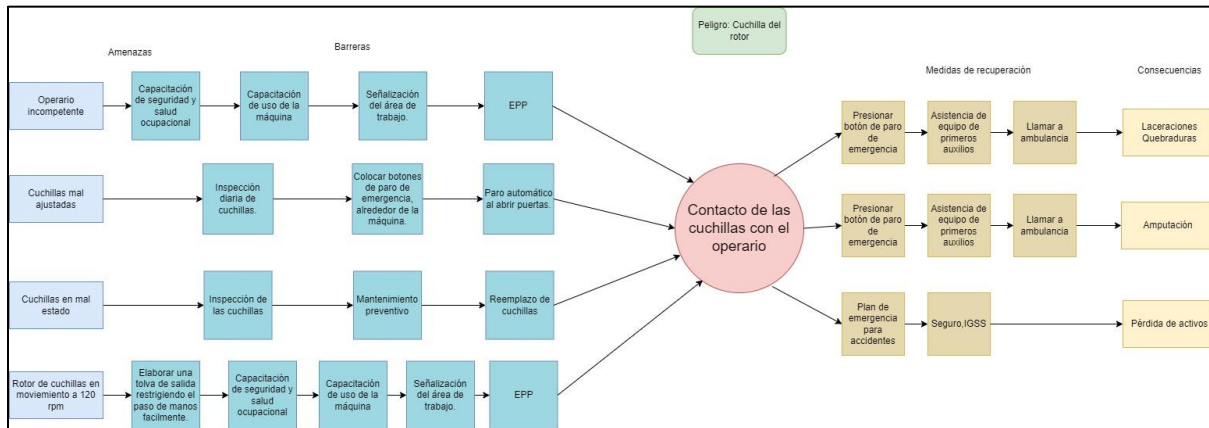 Peligro: Cuchilla del
rotor
Amenazas
Barreras
Medidas de recuperación
Consecuencias
Operario
incompetente
Capacitación
de seguridad y
salud
ocupacional
Capacitación
de uso de la
máquina
Señalización
del área de
trabajo.
EPP
Presionar
botón de paro
de
emergencia
Asistencia de
equipo de
primeros
auxilios
Llamar a
ambulancia
Laceraciones
Quebraduras
Cuchillas mal
ajustadas
Inspección
diaria de
cuchillas.
Colocar botones
de paro de
emergencia,
alrededor de la
máquina.
Paro automático
al abrir puertas.
Contacto de las
cuchillas con el
operario
Presionar
botón de paro
de
emergencia
Asistencia de
equipo de
primeros
auxilios
Llamar a
ambulancia
Amputación
Cuchillas en mal
estado
Inspección de
las cuchillas
Mantenimiento
preventivo
Reemplazo de
cuchillas
Plan de
emergencia
para
accidentes
Seguro,IGSS
Pérdida de activos
Rotor de cuchillas en
moviemiento a 120
rpm
Elaborar una
tolva de salida
restrigiendo el
paso de manos
facilmente.
Capacitación
de seguridad y
salud
ocupacional
Capacitación
de uso de la
máquina
Señalización
del área de
trabajo.
EPP